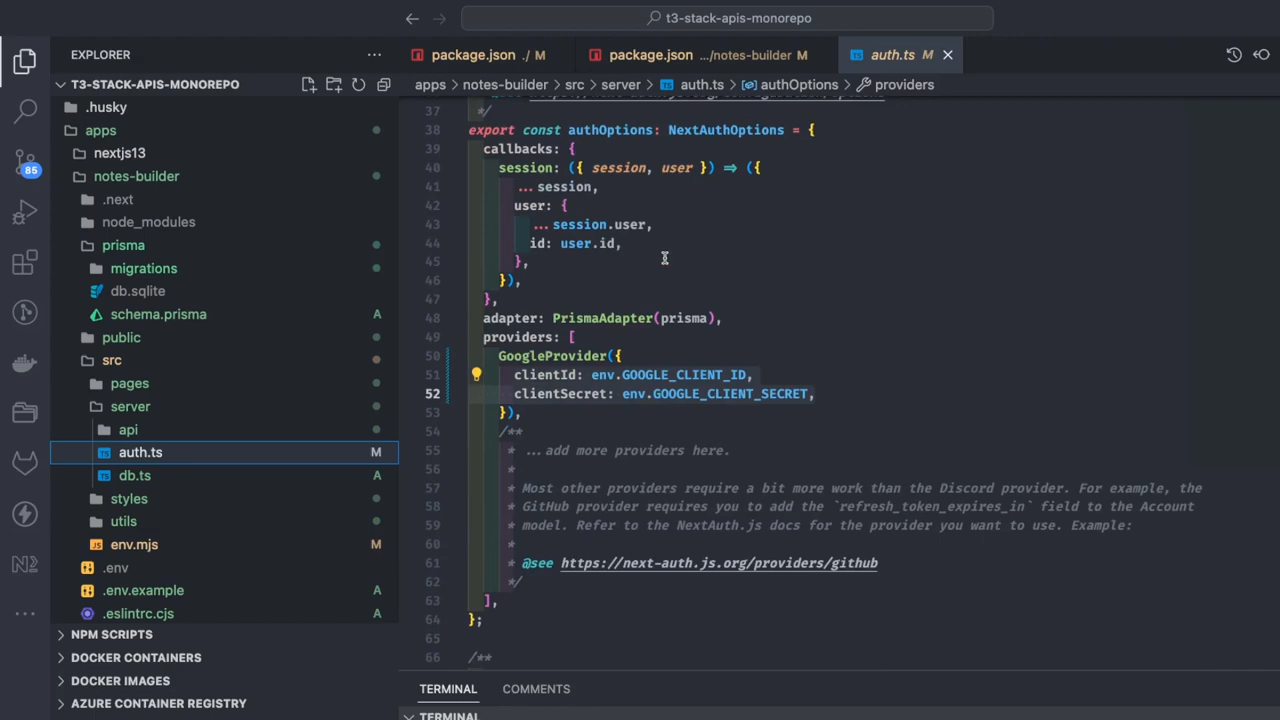 t3-stack-apis-monorepo
EXPLORER
T3-STACK-APIS-MONOREPO
.husky
apps
nextjs13
notes-builder
.next
node_modules
prisma
migrations
db.sqlite
schema.prisma A
public
src
pages
server
api
TS auth.ts M
TS db.ts A
styles
utils
env.mjs M
.env
.env.example A
.eslintrc.cjs A
NPM SCRIPTS
DOCKER CONTAINERS
DOCKER IMAGES
AZURE CONTAINER REGISTRY
85
package.json ./ M
package.json .../notes-builder M
TS auth.ts M
apps > notes-builder > src > server > TS auth.ts > authOptions > providers
37 */
38 export const authOptions: NextAuthOptions = {
39 callbacks: {
40 session: ({ session, user }) => ({
41 ...session,
42 user: {
43 ...session.user,
44 id: user.id,
45 },
46 }),
47 },
48 adapter: PrismaAdapter(prisma),
49 providers: [
50 GoogleProvider({
51 clientId: env.GOOGLE_CLIENT_ID,
52 clientSecret: env.GOOGLE_CLIENT_SECRET,
53 }),
54 /**
55 * ...add more providers here.
56 *
57 * Most other providers require a bit more work than the Discord provider. For example, the
58 * GitHub provider requires you to add the `refresh_token_expires_in` field to the Account
59 * model. Refer to the NextAuth.js docs for the provider you want to use. Example:
60 *
61 * @see https://next-auth.js.org/providers/github
62 */
63 ],
64 };
65
66 /**
TERMINAL COMMENTS
TERMINAL